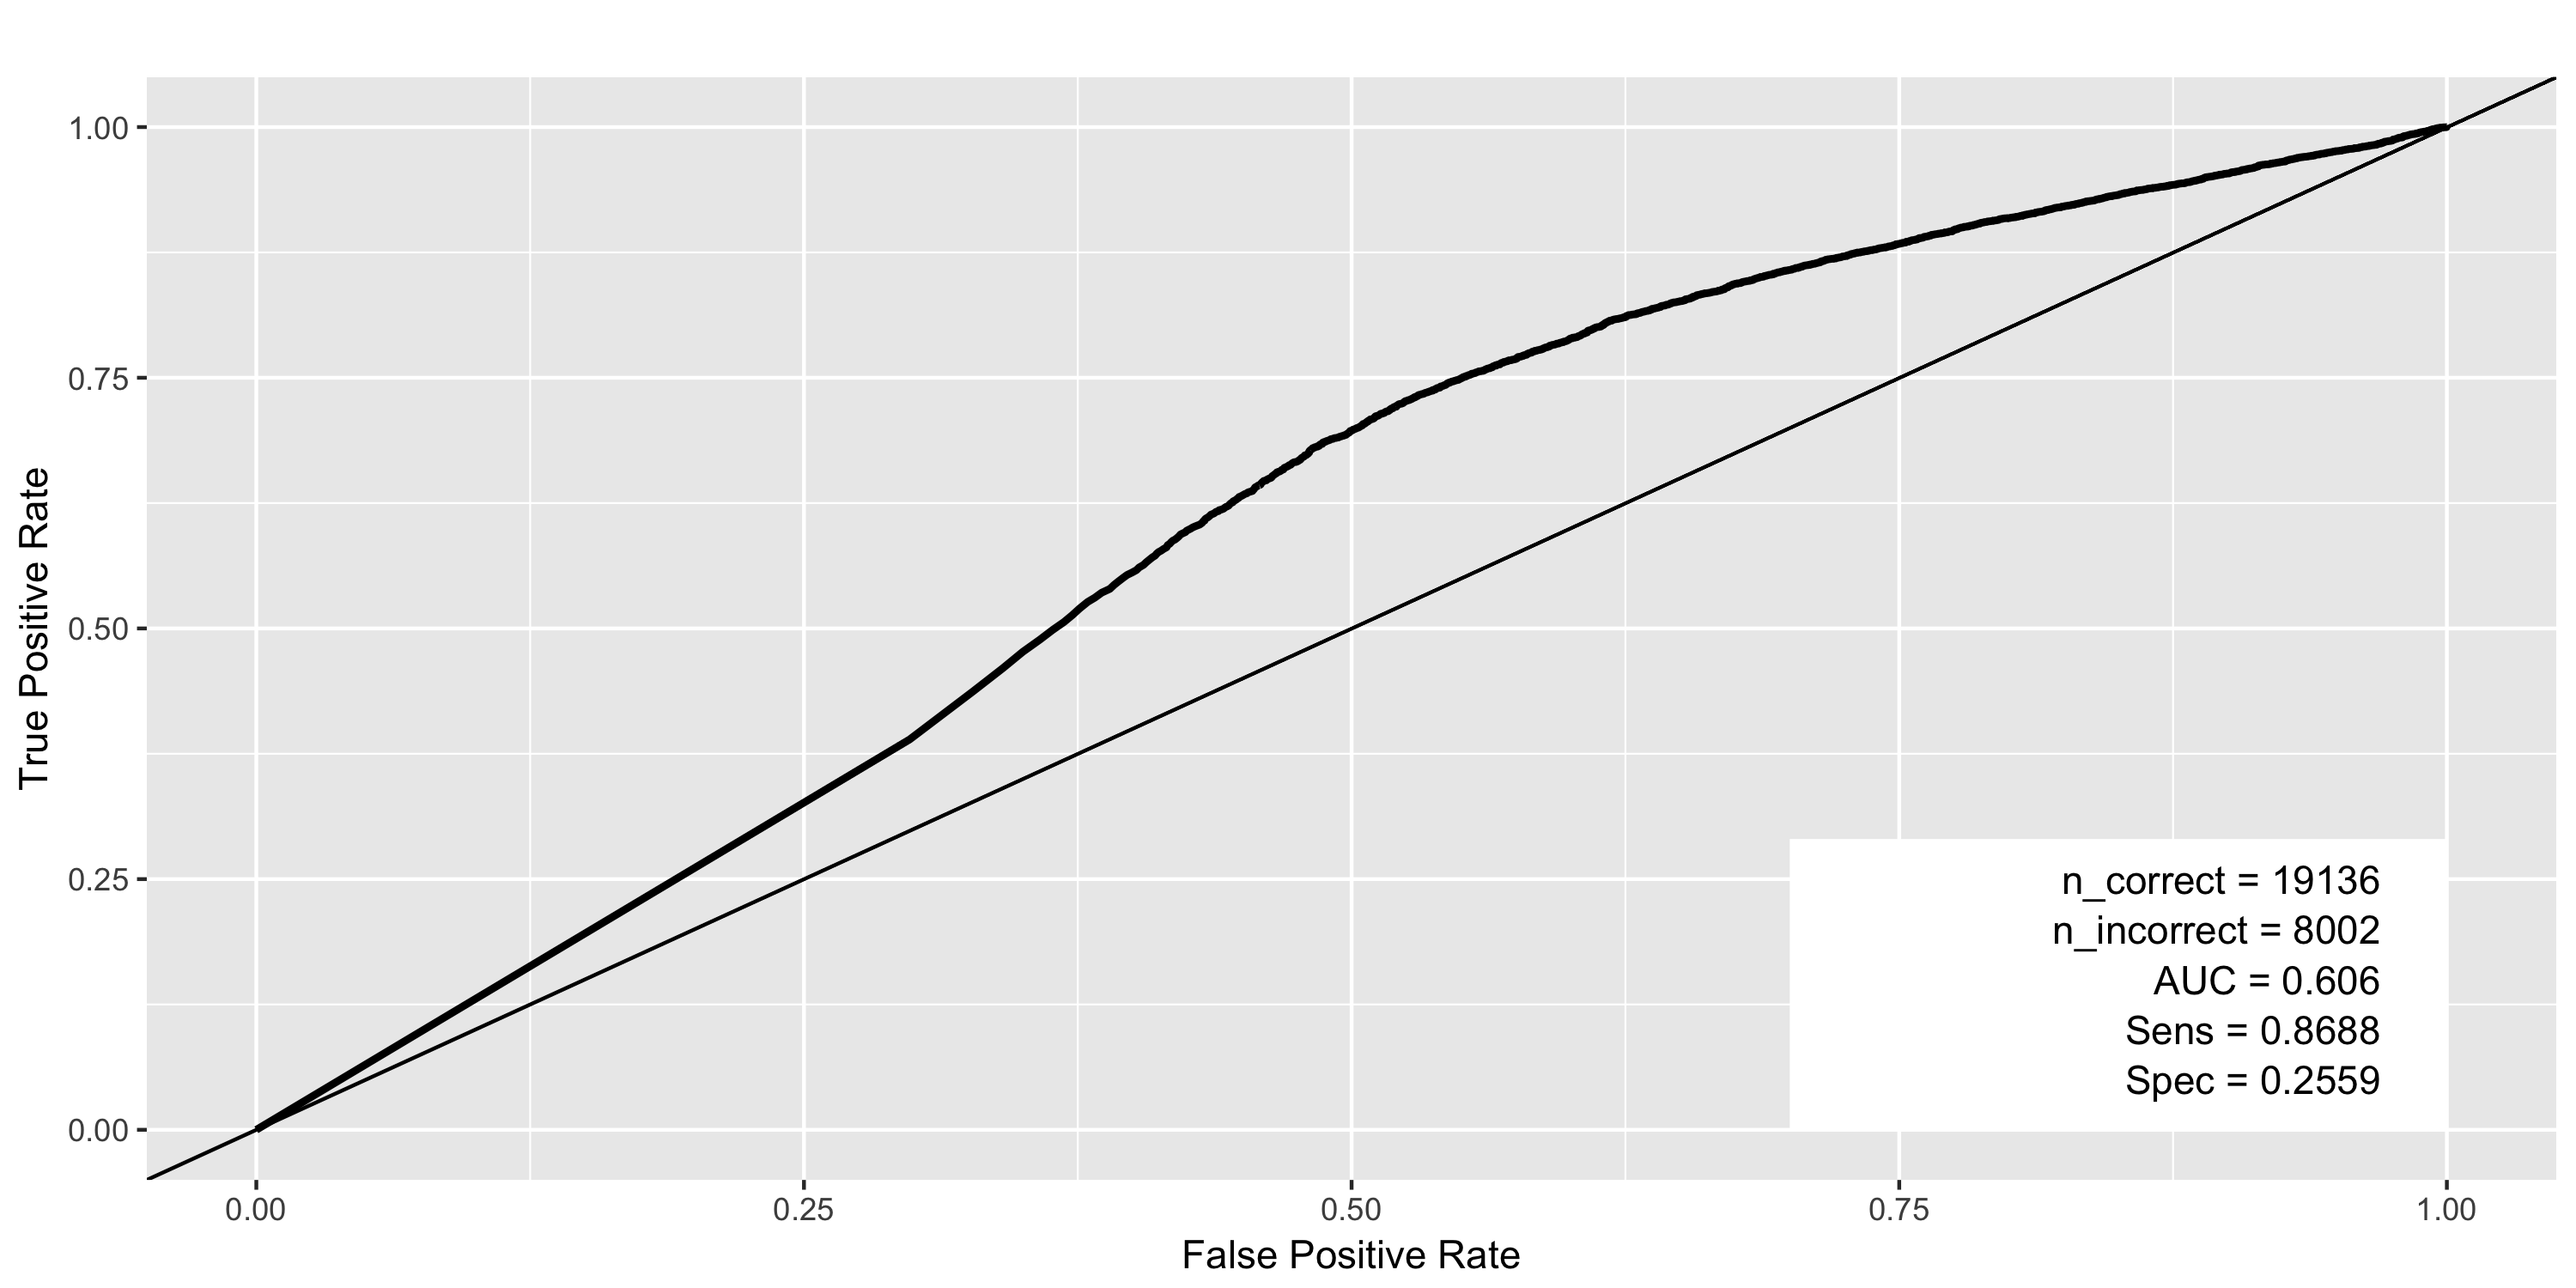 True Positive Rate
1.00
0.75
0.50
0.25
0.00
n_correct = 19136
n_incorrect = 8002
AUC = 0.606
Sens = 0.8688
Spec = 0.2559
0.00 0.25 0.50 0.75 1.00
False Positive Rate